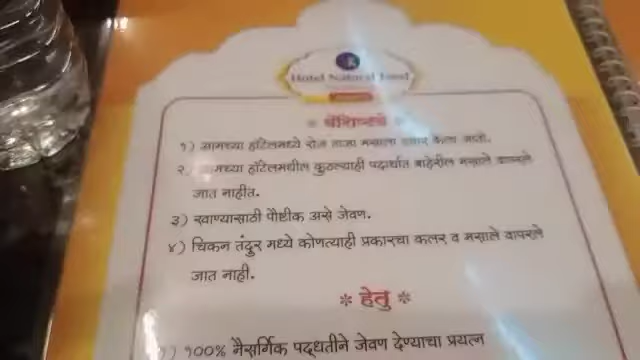 Hotel Natural Food
* वैशिष्ट्ये *
१) आमच्या हॉटेलमध्ये रोज ताजा मसाला तयार केला जातो.
२. मच्या हॉटेलमधील कुठल्याही पदार्थात बाहेरील मसाले वापरले
जात नाहीत.
३) खाण्यासाठी पौष्टीक असे जेवण.
४) चिकन तंदुर मध्ये कोणत्याही प्रकारचा कलर व मसाले वापरले
जात नाही.
* हेतु *
१) १००% नैसर्गिक पद्धतीने जेवण देण्याचा प्रयत्न